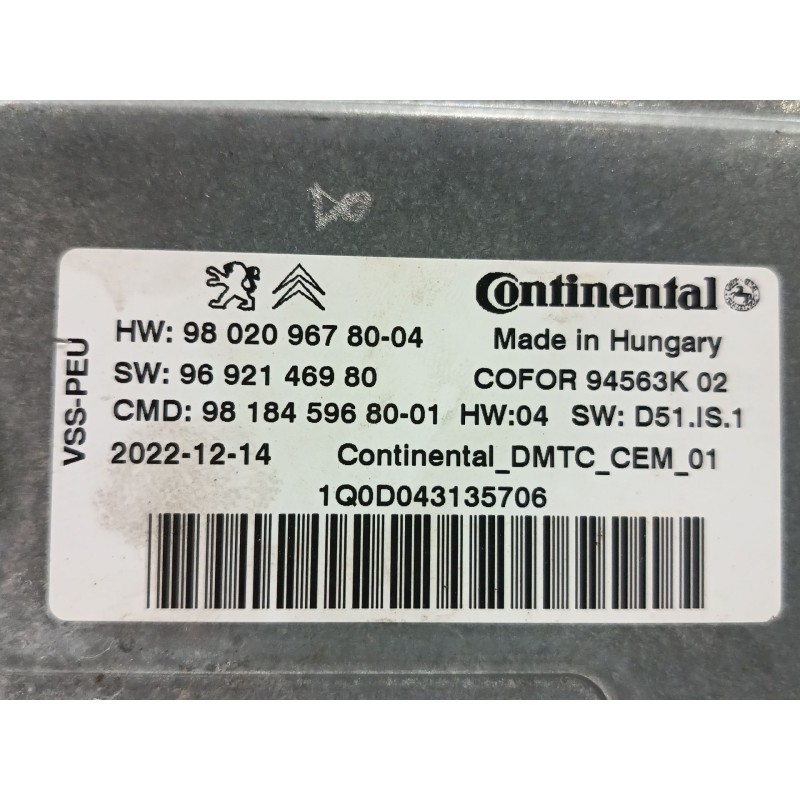 Continental
HW: 98 020 967 80-04
Made in Hungary
SW: 96 921 469 80
COFOR 94563K 02
CMD: 98 184 596 80-01 HW:04 SW: D51.IS.1
2022-12-14 Continental_DMTC_CEM_01
1Q0D043135706
VSS-PEU